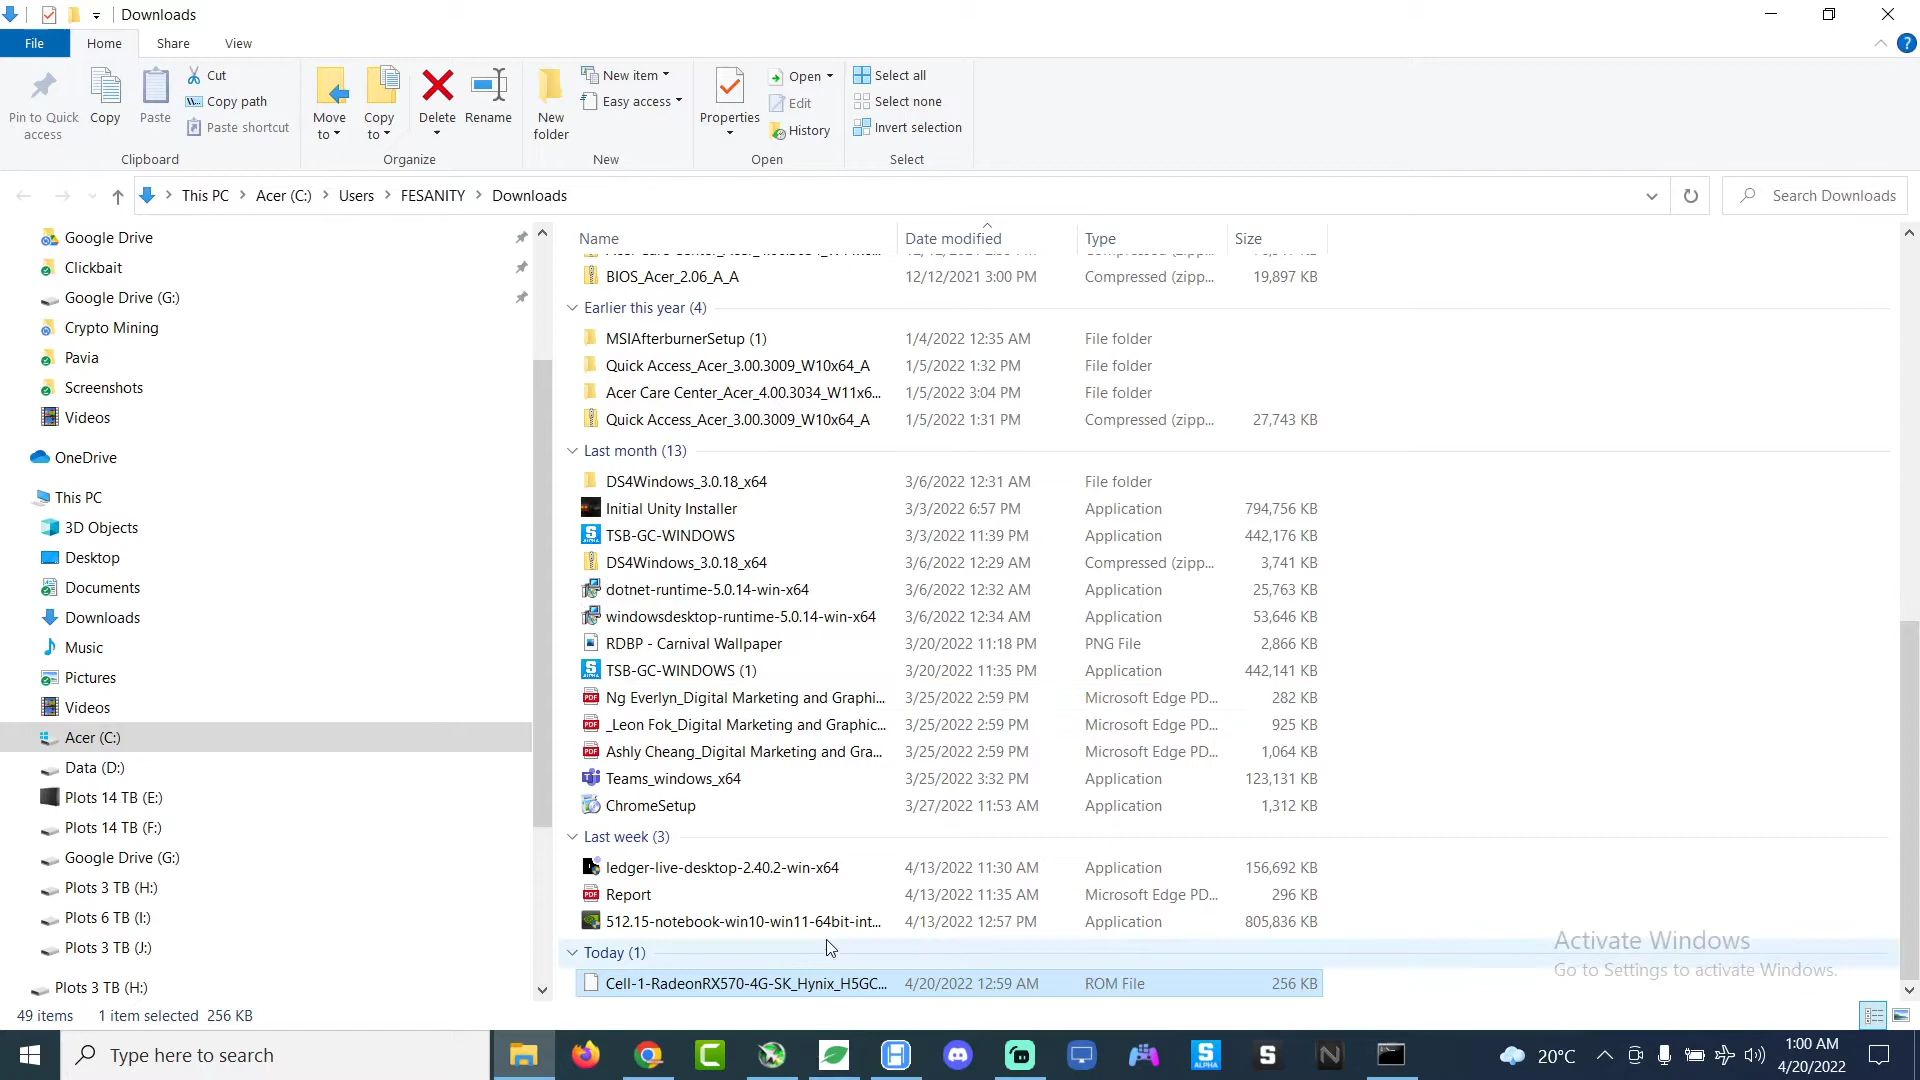 Downloads
File Home Share View
Pin to Quick access
Copy
Paste
Cut
Copy path
Paste shortcut
Clipboard
Move to
Copy to
Delete
Rename
Organize
New folder
New item
Easy access
New
Properties
Open
Edit
History
Open
Select all
Select none
Invert selection
Select
This PC > Acer (C:) > Users > FESANITY > Downloads
Search Downloads
Google Drive
Clickbait
Google Drive (G:)
Crypto Mining
Pavia
Screenshots
Videos
OneDrive
This PC
3D Objects
Desktop
Documents
Downloads
Music
Pictures
Videos
Acer (C:)
Data (D:)
Plots 14 TB (E:)
Plots 14 TB (F:)
Google Drive (G:)
Plots 3 TB (H:)
Plots 6 TB (I:)
Plots 3 TB (J:)
Plots 3 TB (H:)
Name Date modified Type Size
BIOS_Acer_2.06_A_A 12/12/2021 3:00 PM Compressed (zipp... 19,897 KB
Earlier this year (4)
MSIAfterburnerSetup (1) 1/4/2022 12:35 AM File folder
Quick Access_Acer_3.00.3009_W10x64_A 1/5/2022 1:32 PM File folder
Acer Care Center_Acer_4.00.3034_W11x6... 1/5/2022 3:04 PM File folder
Quick Access_Acer_3.00.3009_W10x64_A 1/5/2022 1:31 PM Compressed (zipp... 27,743 KB
Last month (13)
DS4Windows_3.0.18_x64 3/6/2022 12:31 AM File folder
Initial Unity Installer 3/3/2022 6:57 PM Application 794,756 KB
TSB-GC-WINDOWS 3/3/2022 11:39 PM Application 442,176 KB
DS4Windows_3.0.18_x64 3/6/2022 12:29 AM Compressed (zipp... 3,741 KB
dotnet-runtime-5.0.14-win-x64 3/6/2022 12:32 AM Application 25,763 KB
windowsdesktop-runtime-5.0.14-win-x64 3/6/2022 12:34 AM Application 53,646 KB
RDBP - Carnival Wallpaper 3/20/2022 11:18 PM PNG File 2,866 KB
TSB-GC-WINDOWS (1) 3/20/2022 11:35 PM Application 442,141 KB
Ng Everlyn_Digital Marketing and Graphi... 3/25/2022 2:59 PM Microsoft Edge PD... 282 KB
_Leon Fok_Digital Marketing and Graphic... 3/25/2022 2:59 PM Microsoft Edge PD... 925 KB
Ashly Cheang_Digital Marketing and Gra... 3/25/2022 2:59 PM Microsoft Edge PD... 1,064 KB
Teams_windows_x64 3/25/2022 3:32 PM Application 123,131 KB
ChromeSetup 3/27/2022 11:53 AM Application 1,312 KB
Last week (3)
ledger-live-desktop-2.40.2-win-x64 4/13/2022 11:30 AM Application 156,692 KB
Report 4/13/2022 11:35 AM Microsoft Edge PD... 296 KB
512.15-notebook-win10-win11-64bit-int... 4/13/2022 12:57 PM Application 805,836 KB
Today (1)
Cell-1-RadeonRX570-4G-SK_Hynix_H5GC... 4/20/2022 12:59 AM ROM File 256 KB
Activate Windows
Go to Settings to activate Windows.
49 items 1 item selected 256 KB
Type here to search
20°C
1:00 AM
4/20/2022